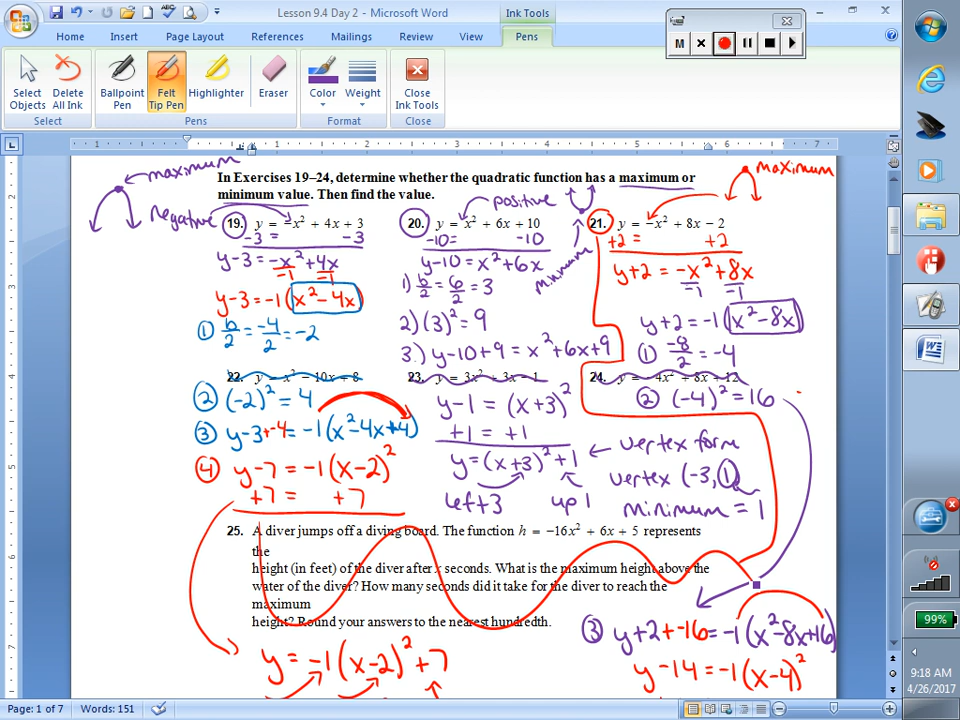 Lesson 9.4 Day 2 - Microsoft Word
Ink Tools
Home Insert Page Layout References Mailings Review View Pens
Select Objects
Delete All Ink
Ballpoint Pen
Felt Tip Pen
Highlighter
Eraser
Color
Weight
Close Ink Tools
Select Pens Format Close
maximum
In Exercises 19–24, determine whether the quadratic function has a maximum or
minimum value. Then find the value.
maximum
negative
positive
minimum
19. y = −x² + 4x + 3
-3 = -3
y-3 = -x² + 4x
-1 -1
y-3 = -1(x² - 4x)
① b/2 = -4/2 = -2
② (-2)² = 4
③ y-3+-4 = -1(x²-4x+4)
④ y-7 = -1(x-2)²
+7 = +7
y = -1(x-2)²+7
20. y = x² + 6x + 10
-10 = -10
y-10 = x²+6x
1) b/2 = 6/2 = 3
2) (3)² = 9
3.) y-10+9 = x²+6x+9
y-1 = (x+3)²
+1 = +1
y = (x+3)²+1
left 3 up 1
vertex form
vertex (-3, 1)
minimum = 1
21. y = −x² + 8x − 2
+2 = +2
y+2 = -x²+8x
-1 -1
y+2 = -1(x²-8x)
① -8/2 = -4
② (-4)² = 16
③ y+2+-16 = -1(x²-8x+16)
y-14 = -1(x-4)²
22. y = x² − 10x + 8
23. y = 3x² + 3x − 1
24. y = −4x² + 8x + 12
25. A diver jumps off a diving board. The function h = −16x² + 6x + 5 represents
the
height (in feet) of the diver after x seconds. What is the maximum height above the
water of the diver? How many seconds did it take for the diver to reach the
maximum
height? Round your answers to the nearest hundredth.
Page: 1 of 7 Words: 151
99%
9:18 AM
4/26/2017